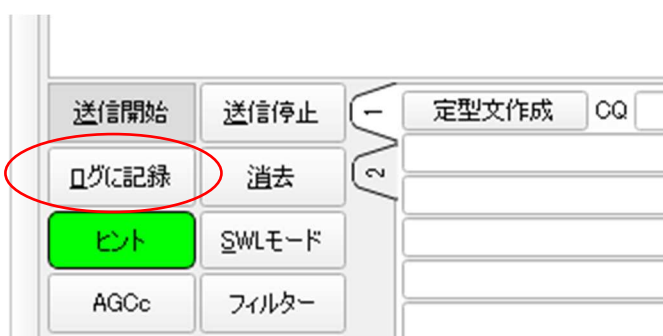 送信開始 送信停止 1 定型文作成 CQ
ログに記録 消去 2
ヒント SWLモード
AGCc フィルター